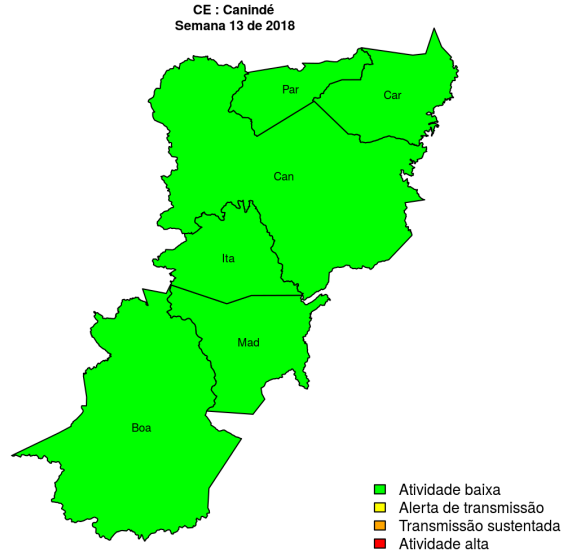 CE : Canindé
Semana 13 de 2018
Par
Car
Can
Ita
Mad
Boa
Atividade baixa
Alerta de transmissão
Transmissão sustentada
Atividade alta